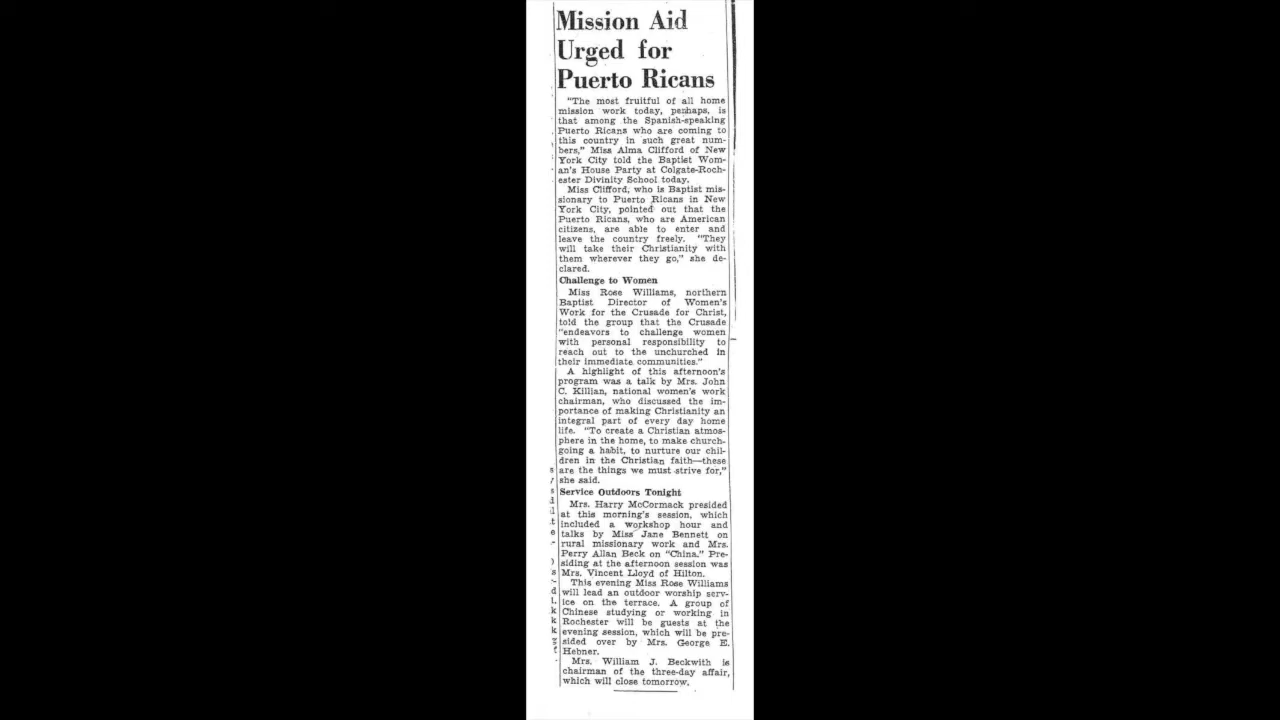 Mission Aid
Urged for
Puerto Ricans
"The most fruitful of all home
mission work today, perhaps, is
that among the Spanish-speaking
Puerto Ricans who are coming to
this country in such great num-
bers," Miss Alma Clifford of New
York City told the Baptist Wom-
an's House Party at Colgate-Roch-
ester Divinity School today.
Miss Clifford, who is Baptist mis-
sionary to Puerto Ricans in New
York City, pointed out that the
Puerto Ricans, who are American
citizens, are able to enter and
leave the country freely. "They
will take their Christianity with
them wherever they go," she de-
clared.
Challenge to Women
Miss Rose Williams, northern
Baptist Director of Women's
Work for the Crusade for Christ,
told the group that the Crusade
"endeavors to challenge women
with personal responsibility to
reach out to the unchurched in
their immediate communities."
A highlight of this afternoon's
program was a talk by Mrs. John
C. Killian, national women's work
chairman, who discussed the im-
portance of making Christianity an
integral part of every day home
life. "To create a Christian atmos-
phere in the home, to make church-
going a habit, to nurture our chil-
dren in the Christian faith—these
are the things we must strive for,"
she said.
Service Outdoors Tonight
Mrs. Harry McCormack presided
at this morning's session, which
included a workshop hour and
talks by Miss Jane Bennett on
rural missionary work and Mrs.
Perry Allan Beck on "China." Pre-
siding at the afternoon session was
Mrs. Vincent Lloyd of Hilton.
This evening Miss Rose Williams
will lead an outdoor worship serv-
ice on the terrace. A group of
Chinese studying or working in
Rochester will be guests at the
evening session, which will be pre-
sided over by Mrs. George E.
Hebner.
Mrs. William J. Beckwith is
chairman of the three-day affair,
which will close tomorrow.